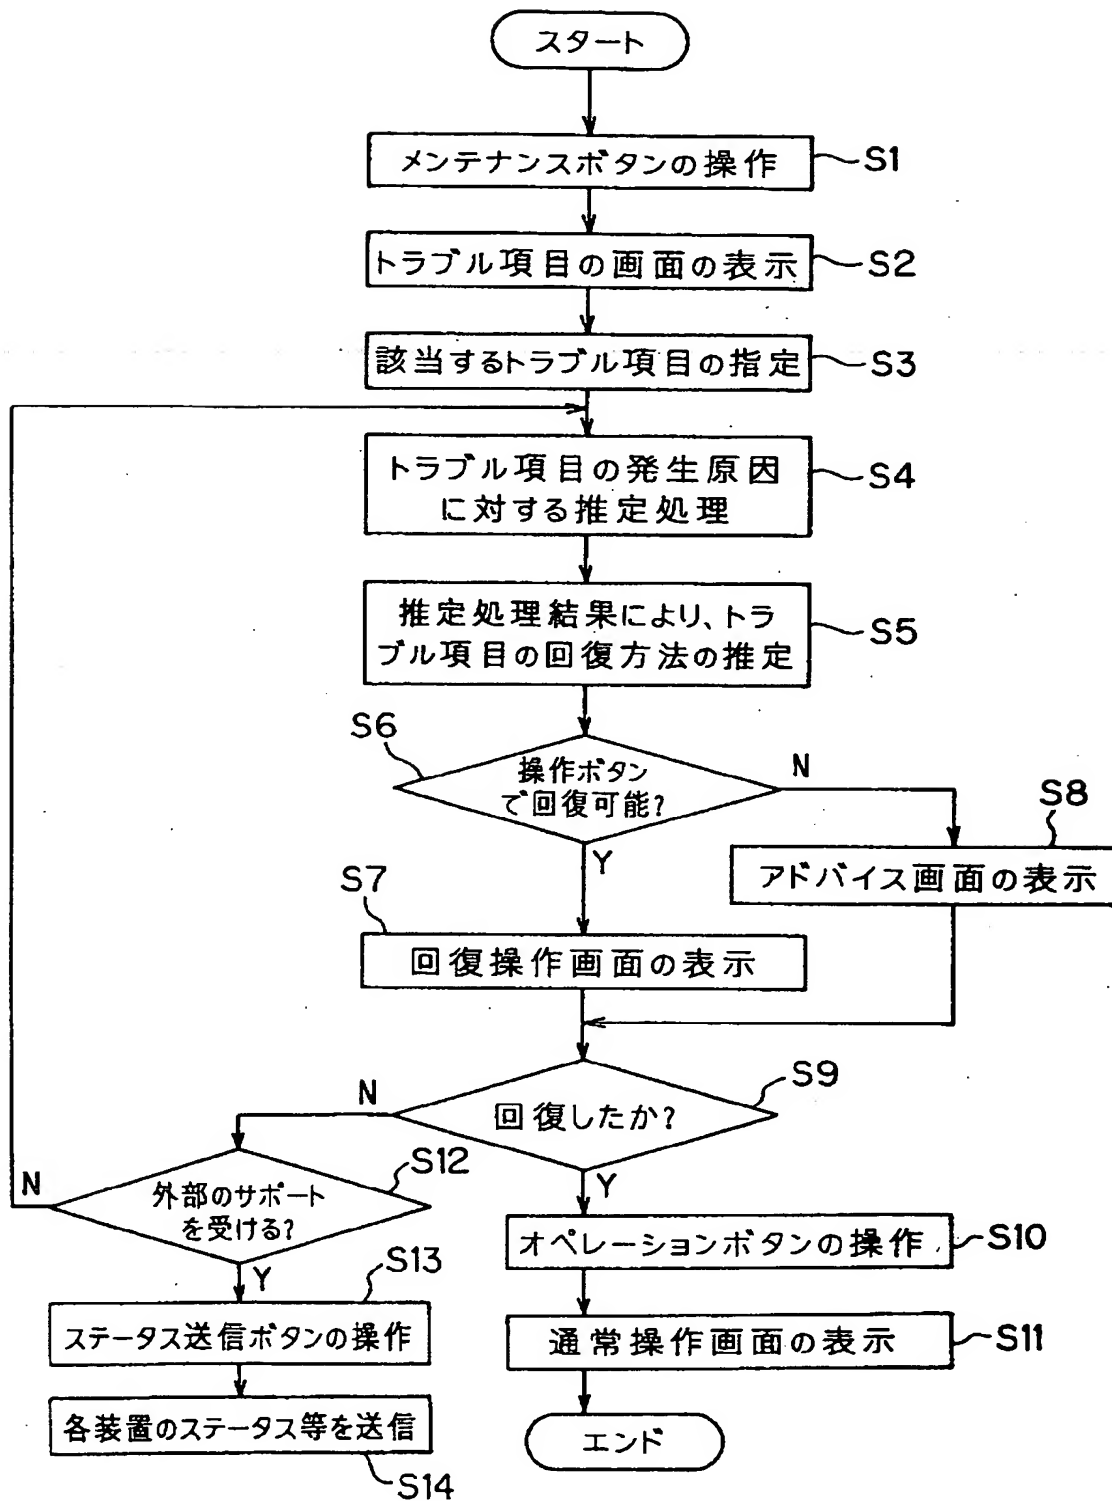 スタート
メンテナンスボタンの操作
S1
トラブル項目の画面の表示
S2
該当するトラブル項目の指定
S3
トラブル項目の発生原因
に対する推定処理
S4
推定処理結果により、トラ
ブル項目の回復方法の推定
S5
S6
操作ボタン
で回復可能?
N
Y
S8
アドバイス画面の表示
S7
回復操作画面の表示
S9
回復したか?
N
Y
S12
外部のサポート
を受ける?
N
Y
S10
オペレーションボタンの操作
S13
ステータス送信ボタンの操作
S11
通常操作画面の表示
各装置のステータス等を送信
S14
エンド